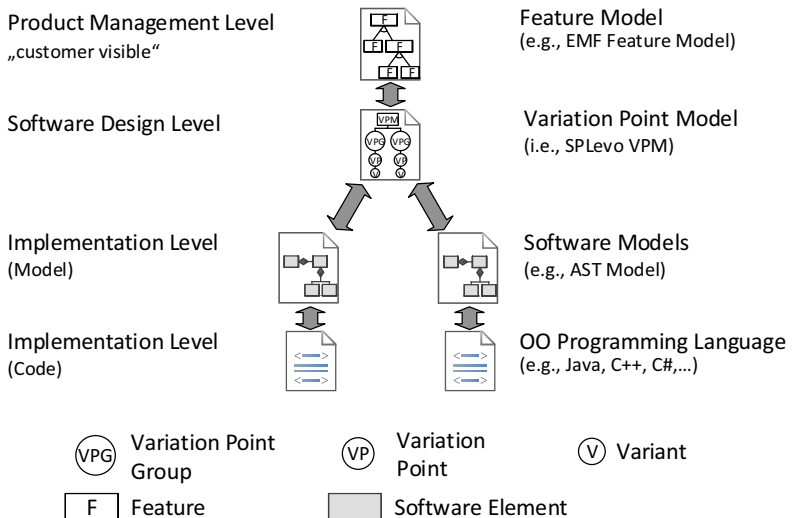 Product Management Level
„customer visible“
F
F F
F F
Feature Model
(e.g., EMF Feature Model)
Software Design Level
VPM
VPG VPG
VP VP
V V
Variation Point Model
(i.e., SPLevo VPM)
Implementation Level
(Model)
Software Models
(e.g., AST Model)
Implementation Level
(Code)
<---> <--->
<---> <--->
OO Programming Language
(e.g., Java, C++, C#,...)
VPG Variation Point
Group
VP Variation
Point
V Variant
F Feature
Software Element